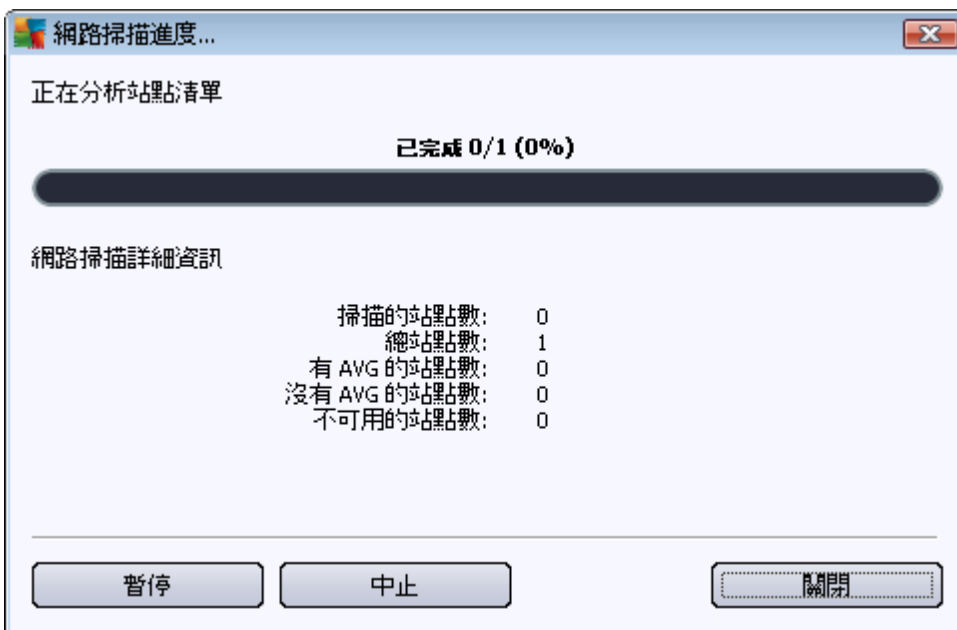 網路掃描進度...
正在分析站點清單
已完成 0/1 (0%)
網路掃描詳細資訊
掃描的站點數: 0
總站點數: 1
有 AVG 的站點數: 0
沒有 AVG 的站點數: 0
不可用的站點數: 0
暫停 中止 關閉